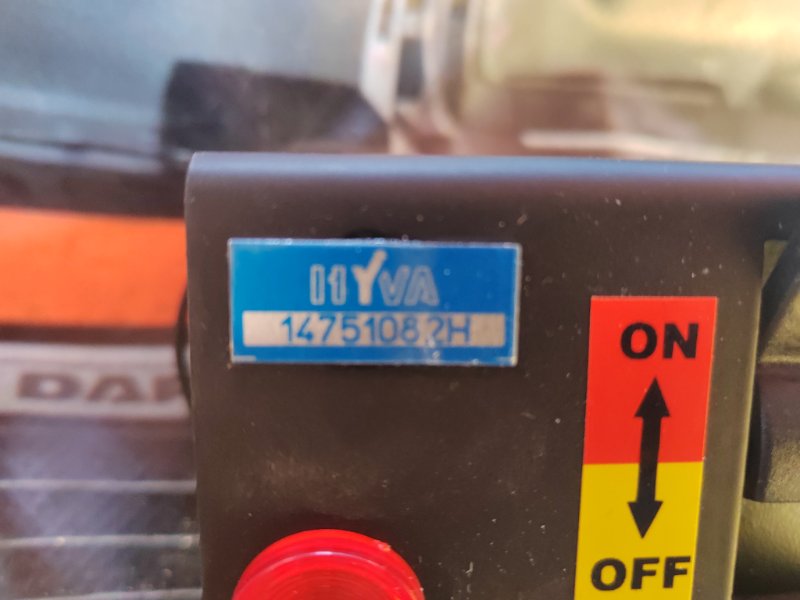 HYVA
14751082H
ON
OFF
DAF